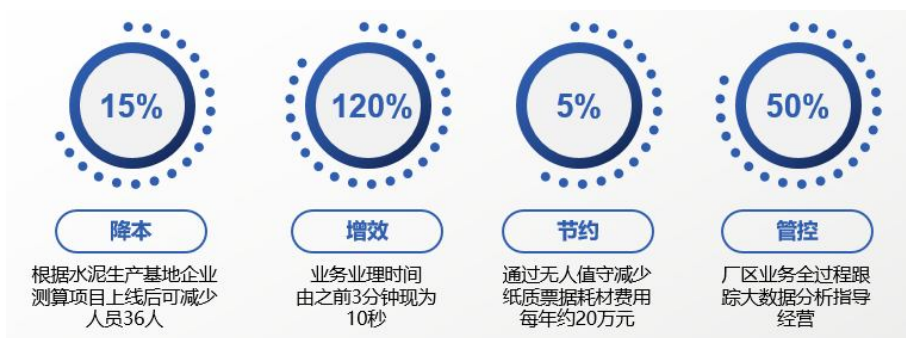 15%
120%
5%
50%
降本
增效
节约
管控
根据水泥生产基地企业
测算项目上线后可减少
人员36人
业务业理时间
由之前3分钟现为
10秒
通过无人值守减少
纸质票据耗材费用
每年约20万元
厂区业务全过程跟
踪大数据分析指导
经营